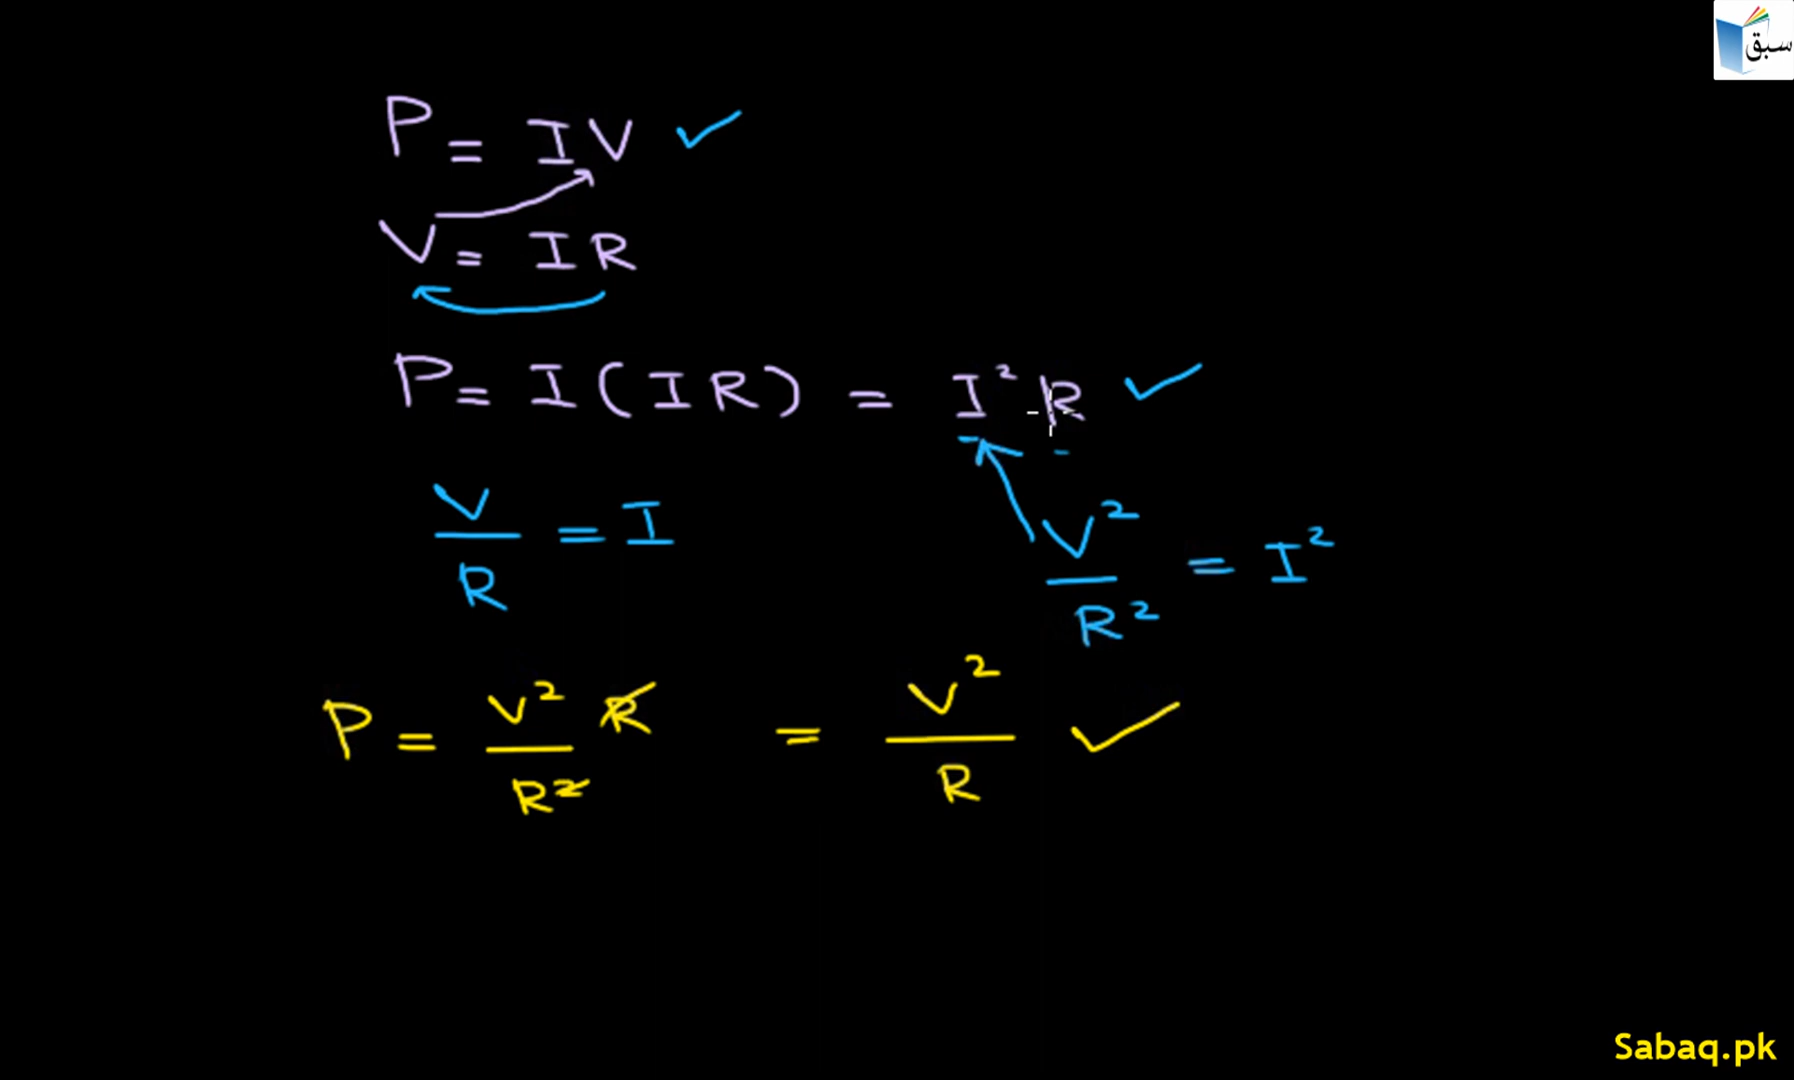 سبق
P = IV ✓
V = IR
P = I(IR) = I²R ✓
V/R = I
V²/R² = I²
P = V²/R² R = V²/R ✓
Sabaq.pk